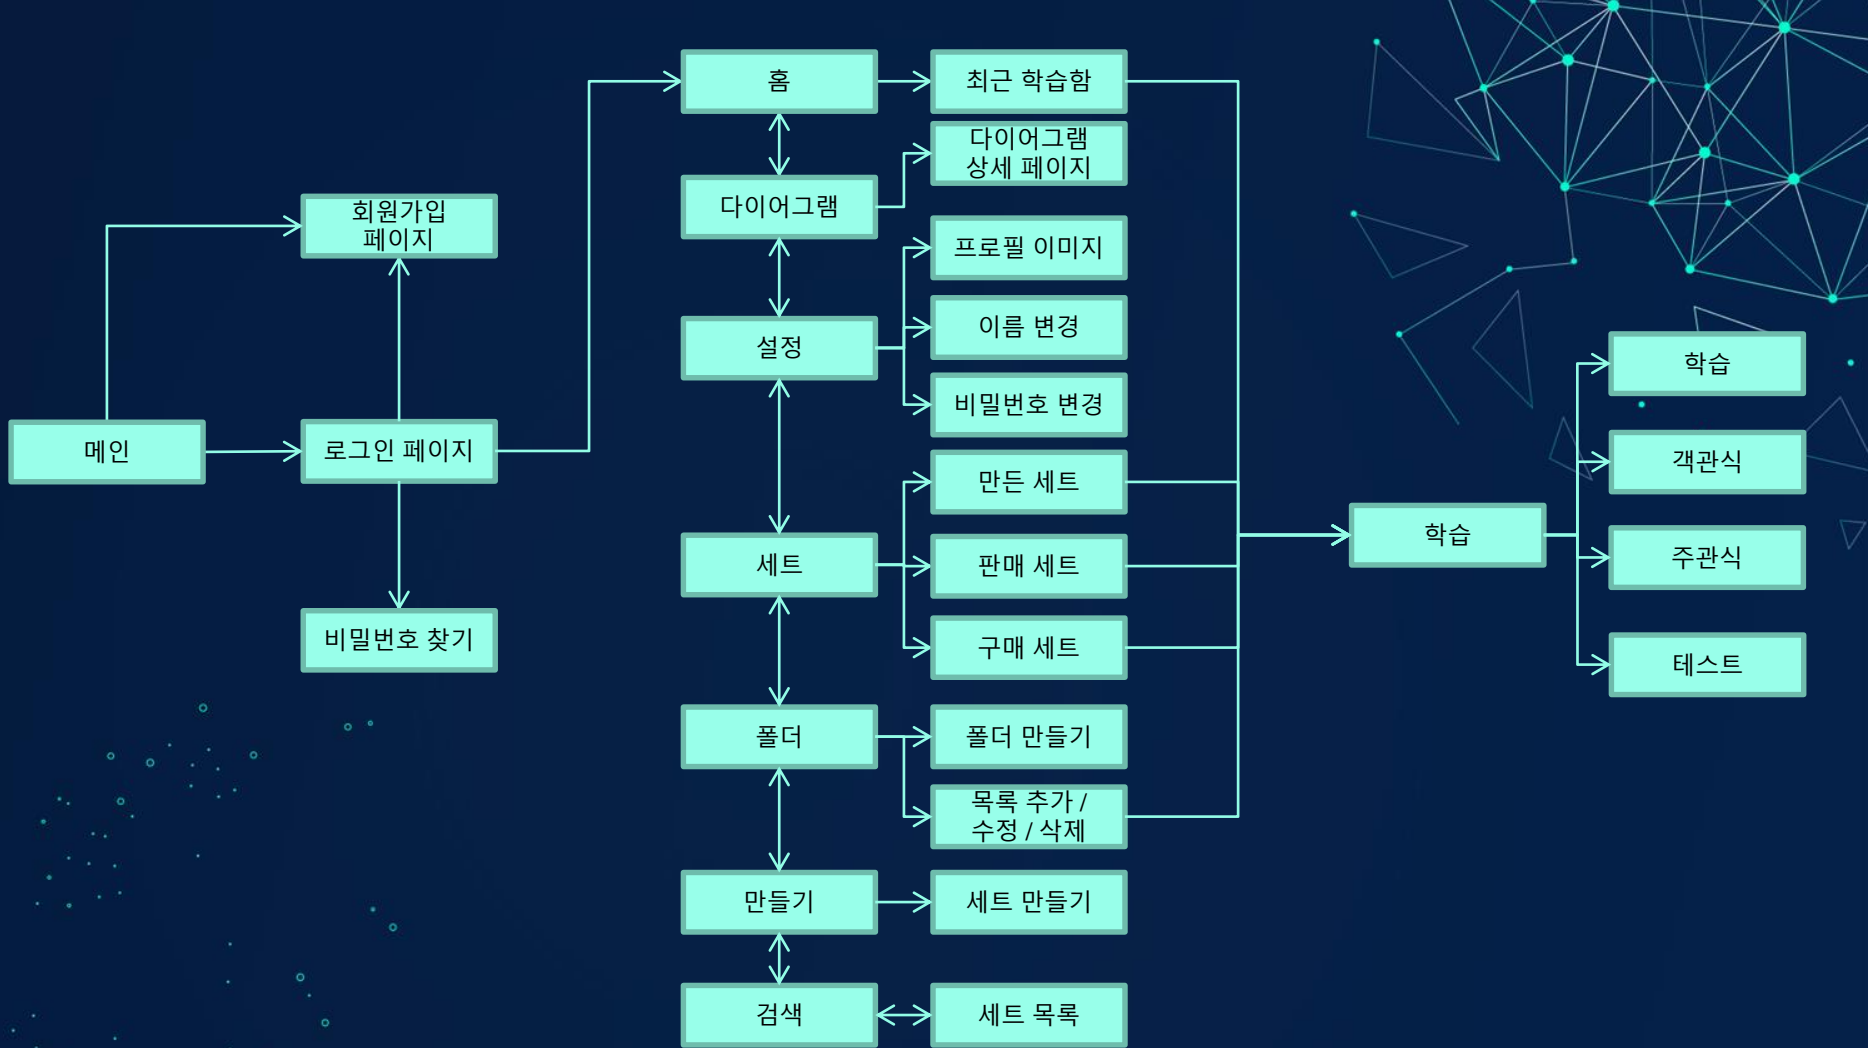 메인
회원가입
페이지
로그인 페이지
비밀번호 찾기
홈
다이어그램
설정
세트
폴더
만들기
검색
최근 학습함
다이어그램
상세 페이지
프로필 이미지
이름 변경
비밀번호 변경
만든 세트
판매 세트
구매 세트
폴더 만들기
목록 추가 /
수정 / 삭제
세트 만들기
세트 목록
학습
학습
객관식
주관식
테스트